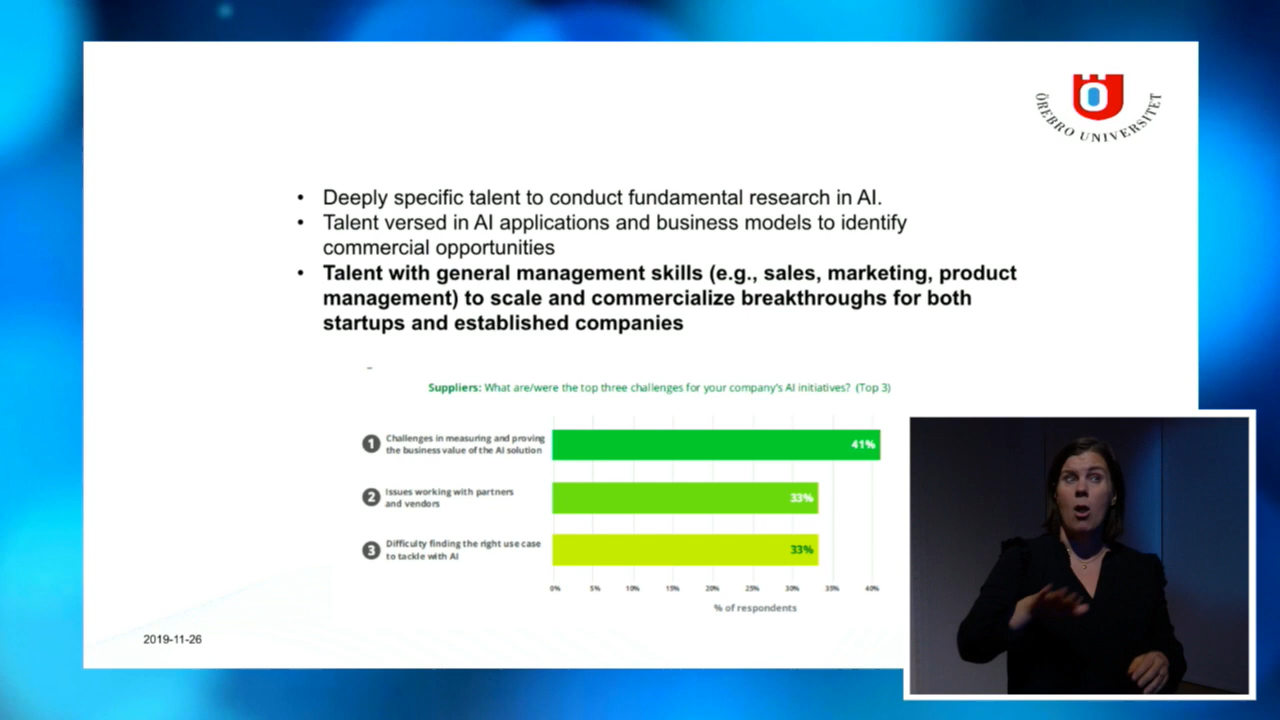 ÖREBRO UNIVERSITET
• Deeply specific talent to conduct fundamental research in AI.
• Talent versed in AI applications and business models to identify
commercial opportunities
• Talent with general management skills (e.g., sales, marketing, product
management) to scale and commercialize breakthroughs for both
startups and established companies
–
Suppliers: What are/were the top three challenges for your company's AI initiatives? (Top 3)
1 Challenges in measuring and proving
the business value of the AI solution
41%
2 Issues working with partners
and vendors
33%
3 Difficulty finding the right use case
to tackle with AI
33%
0% 5% 10% 15% 20% 25% 30% 35% 40%
% of respondents
2019-11-26